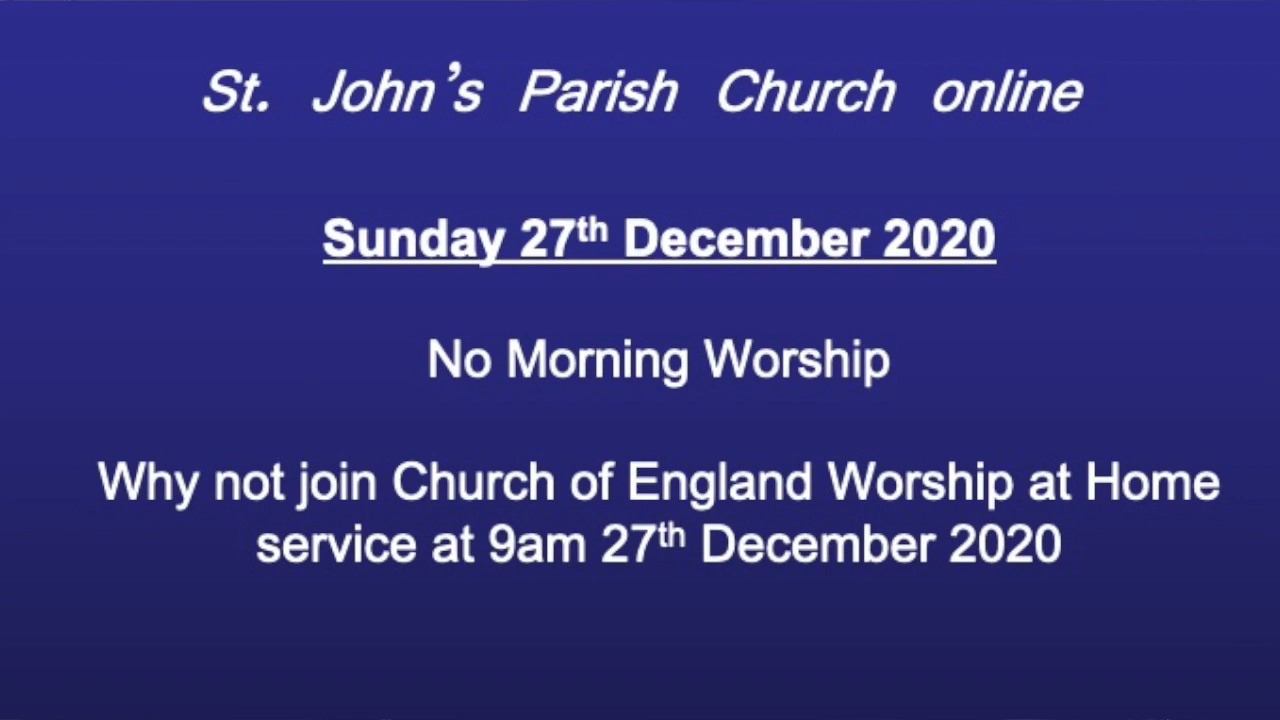 St. John’s Parish Church online
Sunday 27th December 2020
No Morning Worship
Why not join Church of England Worship at Home
service at 9am 27th December 2020